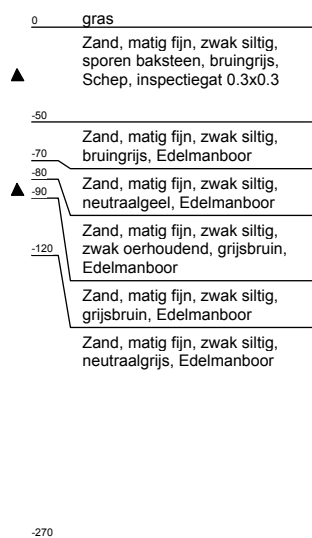 0 gras
Zand, matig fijn, zwak siltig,
sporen baksteen, bruingrijs,
Schep, inspectiegat 0.3x0.3
-50
Zand, matig fijn, zwak siltig,
bruingrijs, Edelmanboor
-70
Zand, matig fijn, zwak siltig,
neutraalgeel, Edelmanboor
-80
Zand, matig fijn, zwak siltig,
zwak oerhoudend, grijsbruin,
Edelmanboor
-90
Zand, matig fijn, zwak siltig,
grijsbruin, Edelmanboor
-120
Zand, matig fijn, zwak siltig,
neutraalgrijs, Edelmanboor
-270